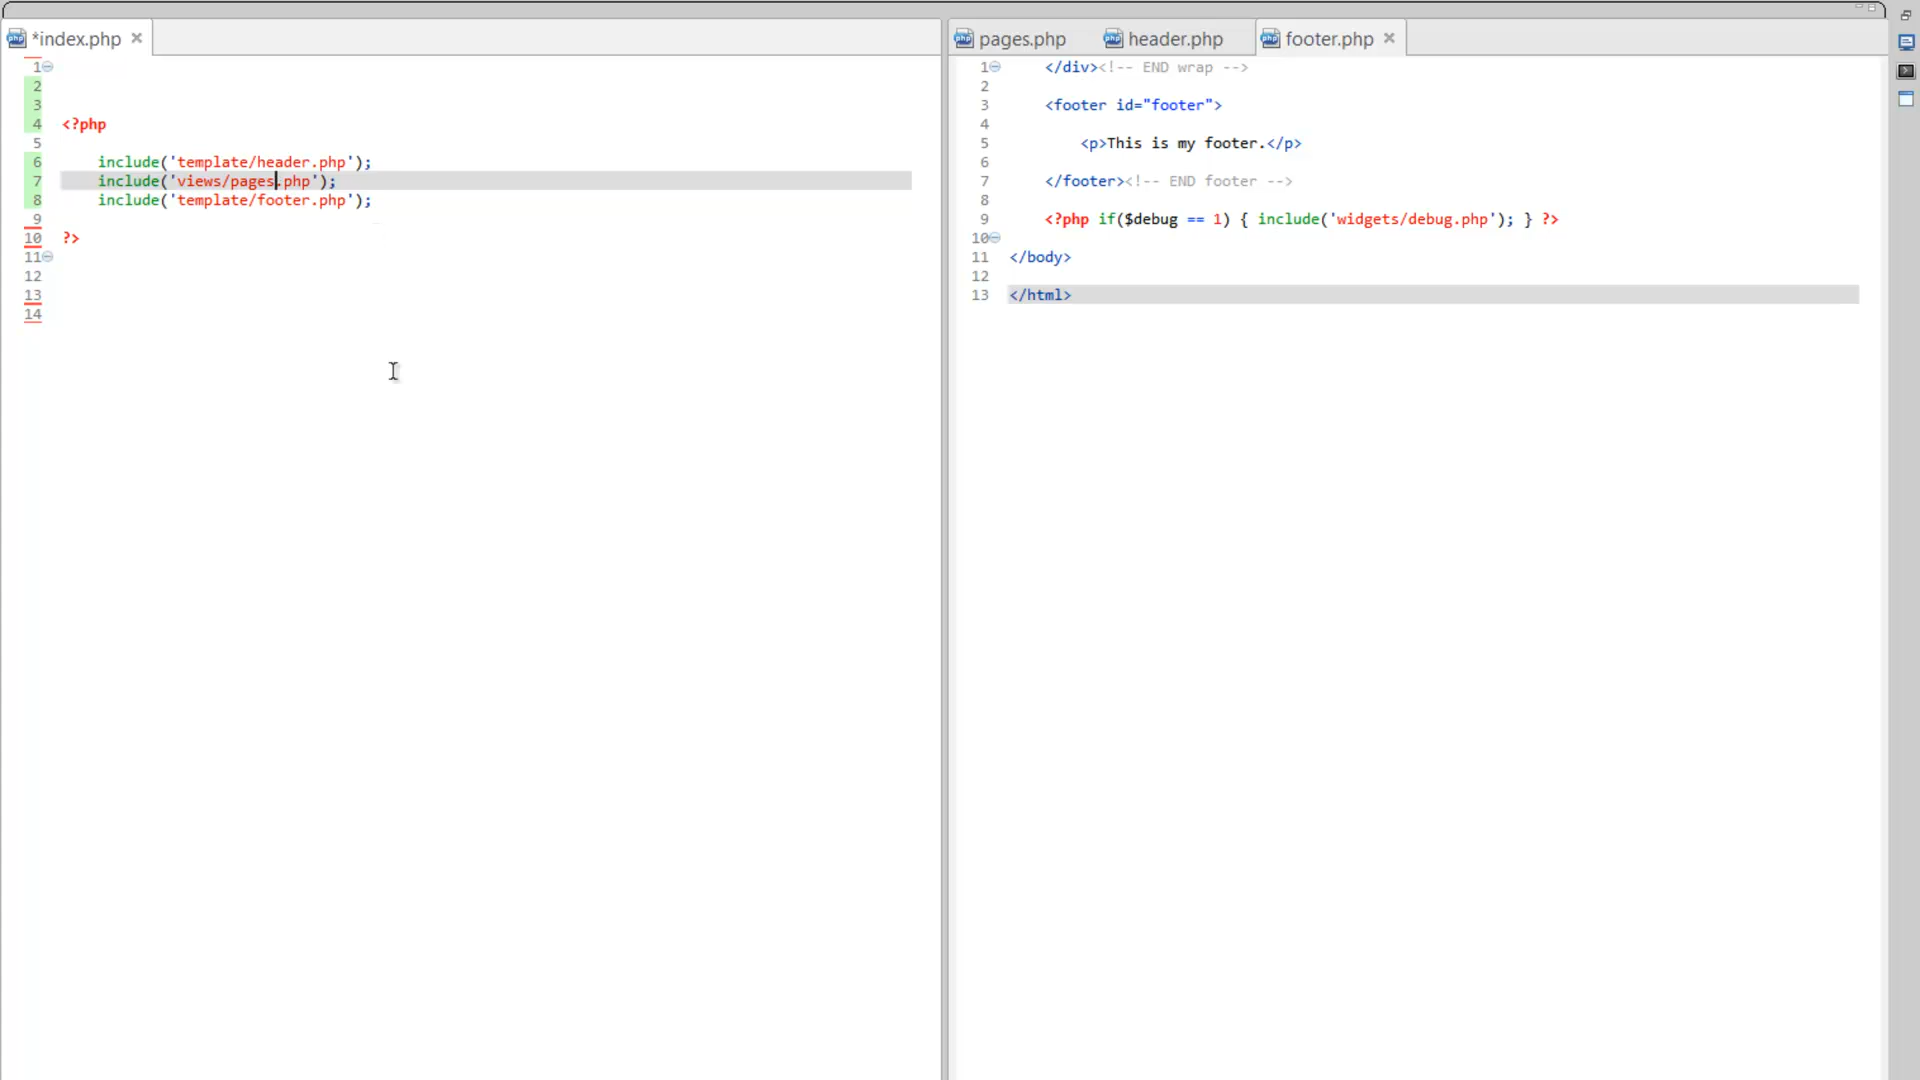 *index.php
1
2
3
4 <?php
5
6 include('template/header.php');
7 include('views/pages.php');
8 include('template/footer.php');
9
10 ?>
11
12
13
14
pages.php header.php footer.php
1 </div><!-- END wrap -->
2
3 <footer id="footer">
4
5 <p>This is my footer.</p>
6
7 </footer><!-- END footer -->
8
9 <?php if($debug == 1) { include('widgets/debug.php'); } ?>
10
11 </body>
12
13 </html>